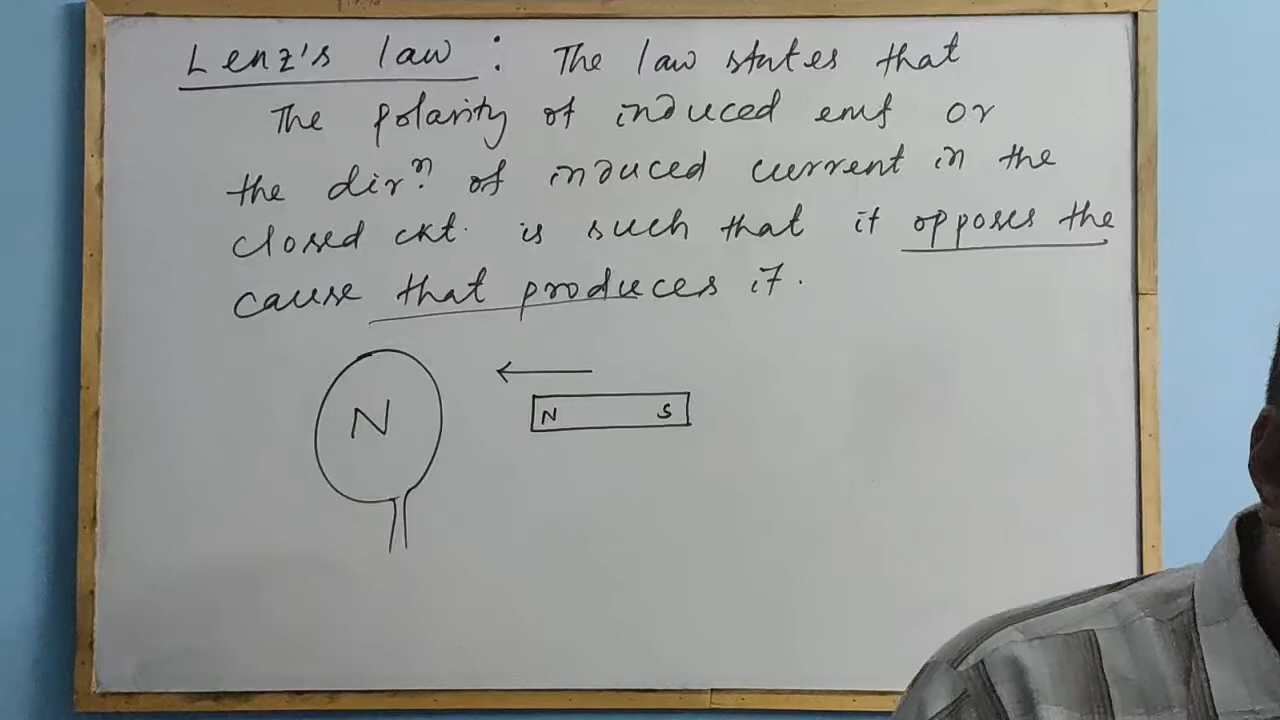 Lenz's law : The law states that
The polarity of induced emf or
the dirⁿ. of induced current in the
closed ckt. is such that it opposes the
cause that produces it.
N
N S